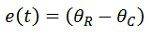 e(t) = (θ_R − θ_C)